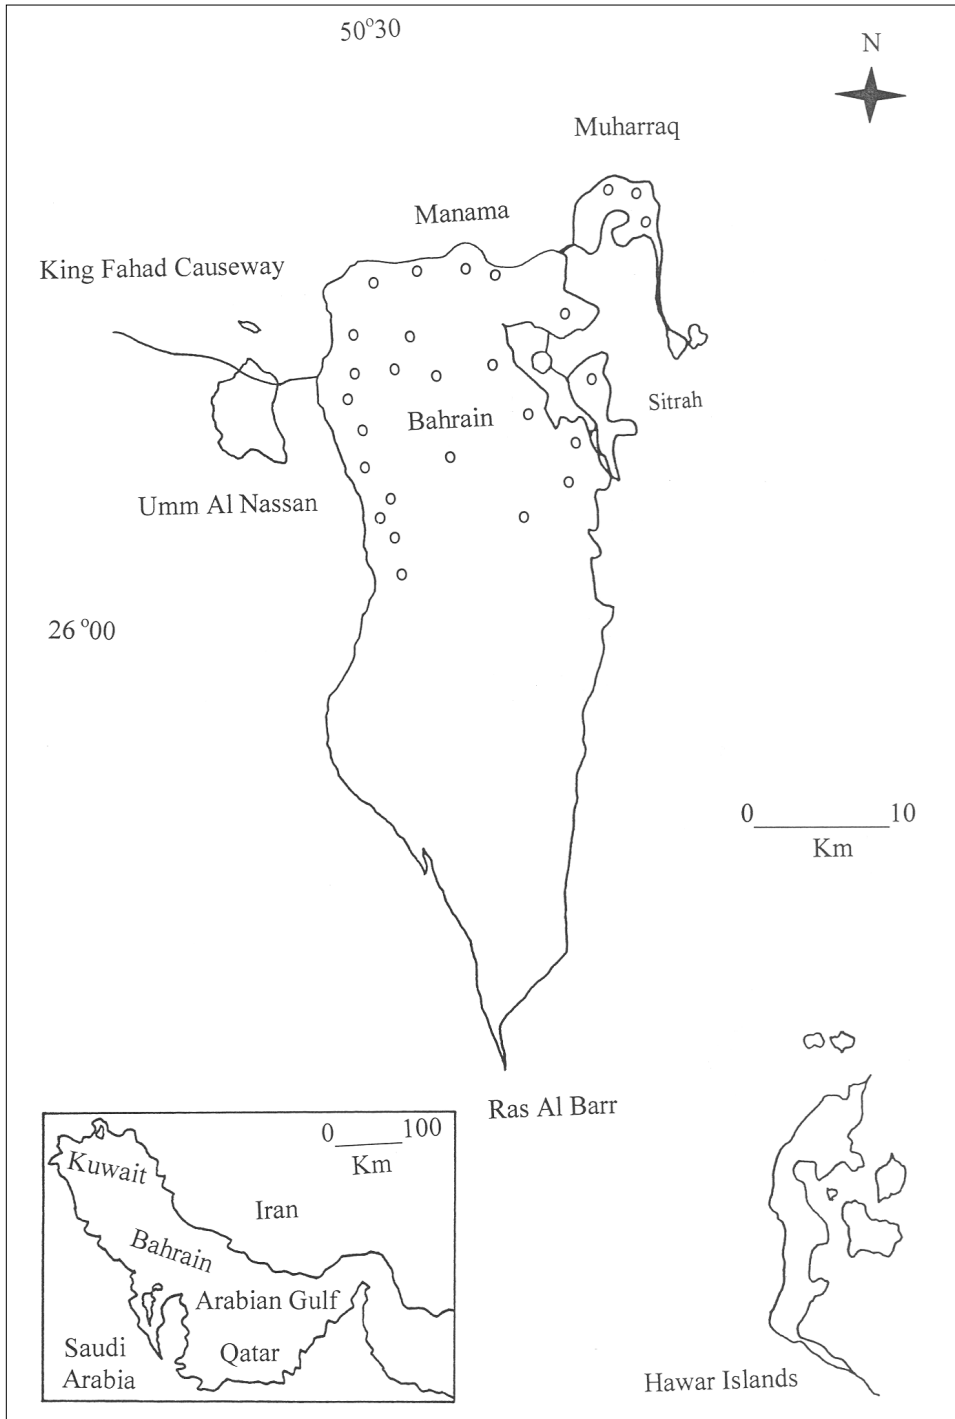 50°30
N
Muharraq
Manama
King Fahad Causeway
Sitrah
Bahrain
Umm Al Nassan
26°00
0 10
Km
Ras Al Barr
0 100
Km
Kuwait
Iran
Bahrain
Arabian Gulf
Saudi
Arabia
Qatar
Hawar Islands